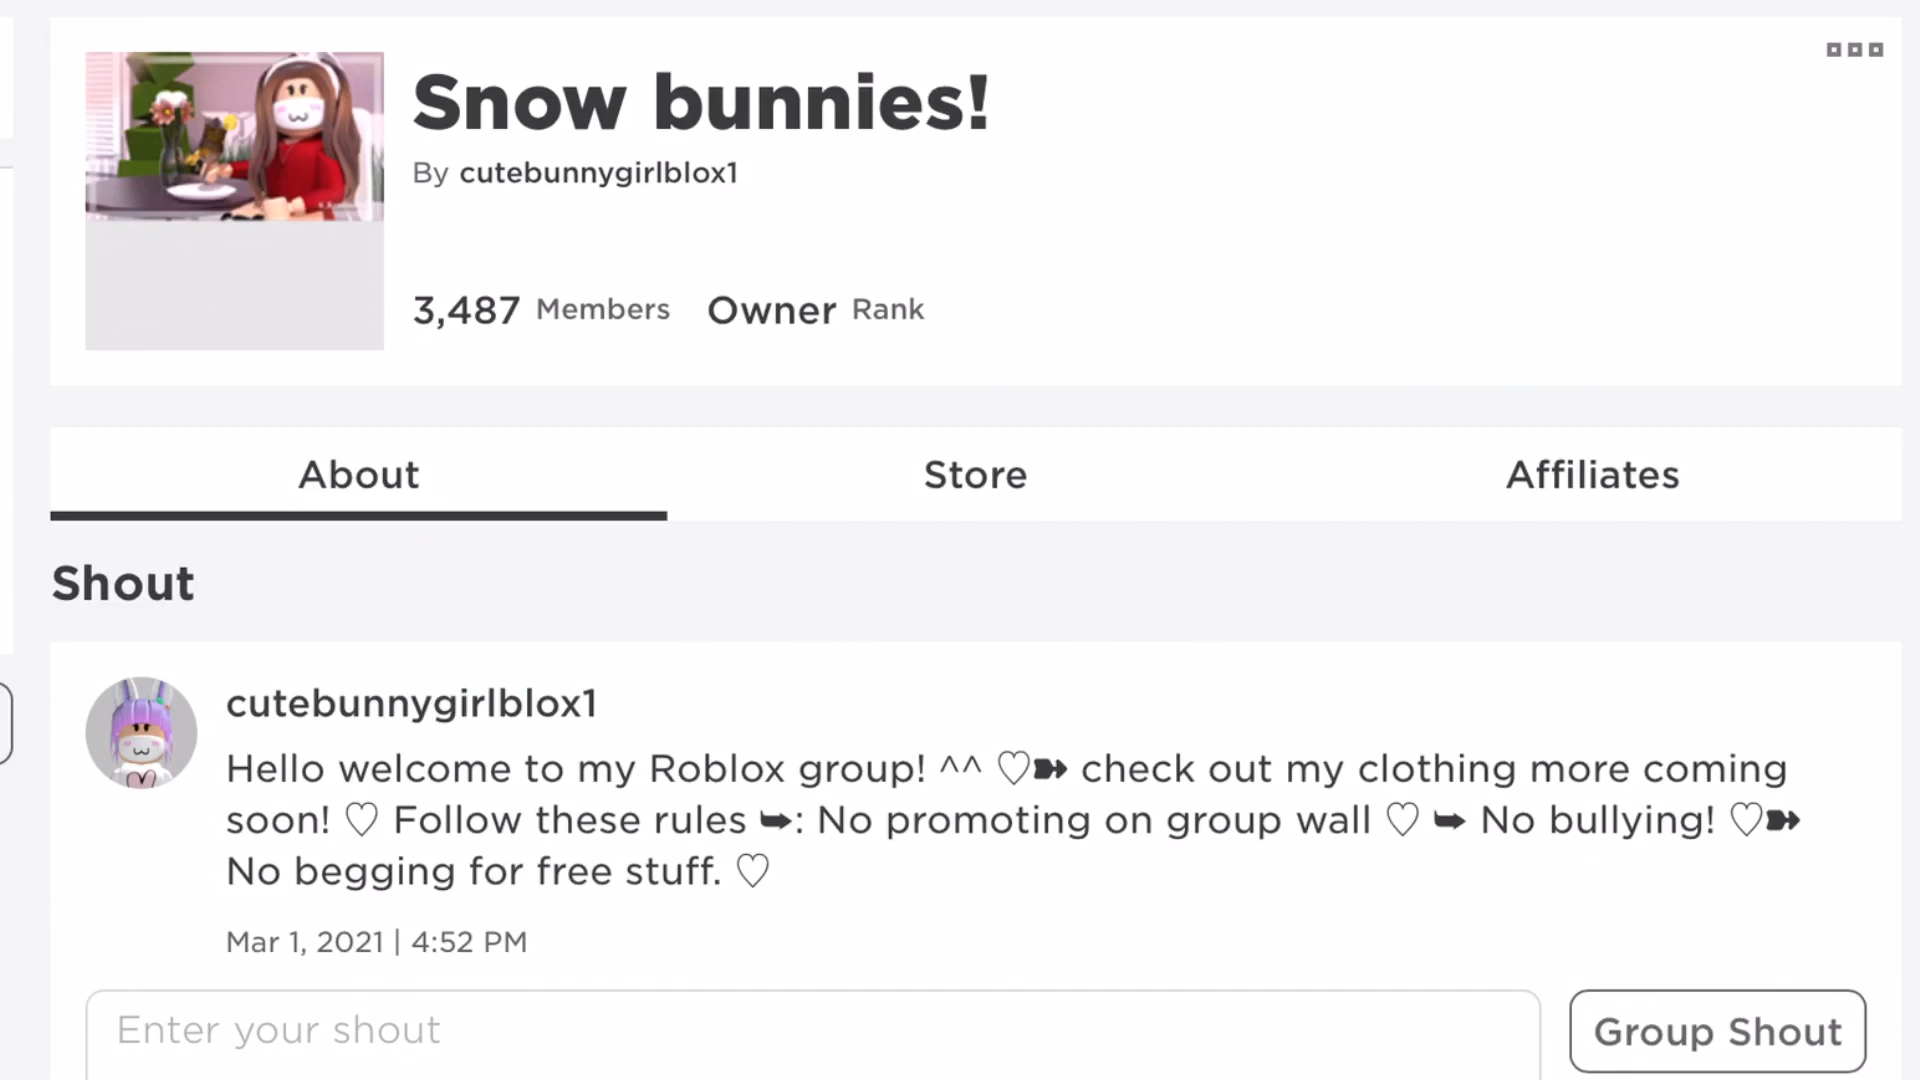 Snow bunnies!
By cutebunnygirlblox1
3,487 Members Owner Rank
About Store Affiliates
Shout
cutebunnygirlblox1
Hello welcome to my Roblox group! ^^ ♡➽ check out my clothing more coming
soon! ♡ Follow these rules ➥: No promoting on group wall ♡ ➥ No bullying! ♡➽
No begging for free stuff. ♡
Mar 1, 2021 | 4:52 PM
Enter your shout
Group Shout